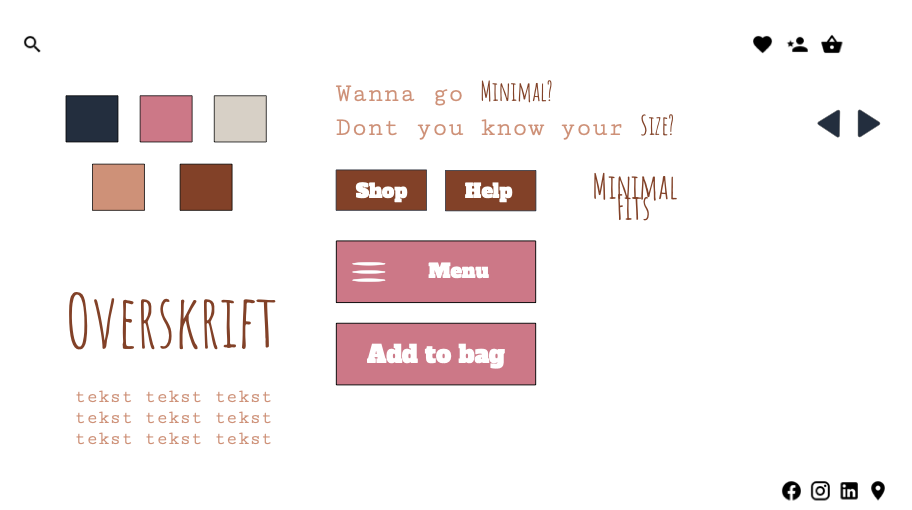 Wanna go Minimal?
Dont you know your Size?
Shop
Help
Minimal
Fits
Menu
Add to bag
Overskrift
tekst tekst tekst
tekst tekst tekst
tekst tekst tekst